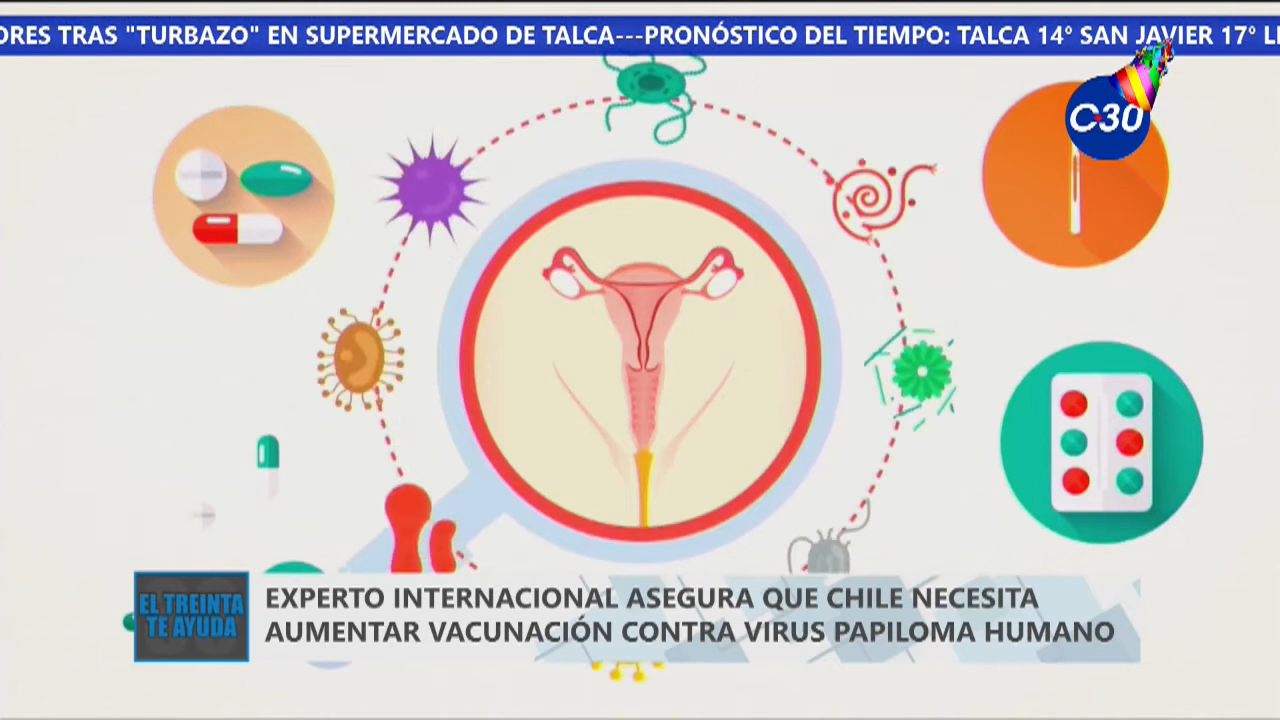 ORES TRAS "TURBAZO" EN SUPERMERCADO DE TALCA---PRONÓSTICO DEL TIEMPO: TALCA 14° SAN JAVIER 17° LI
C30
EL TREINTA
TE AYUDA
EXPERTO INTERNACIONAL ASEGURA QUE CHILE NECESITA
AUMENTAR VACUNACIÓN CONTRA VIRUS PAPILOMA HUMANO